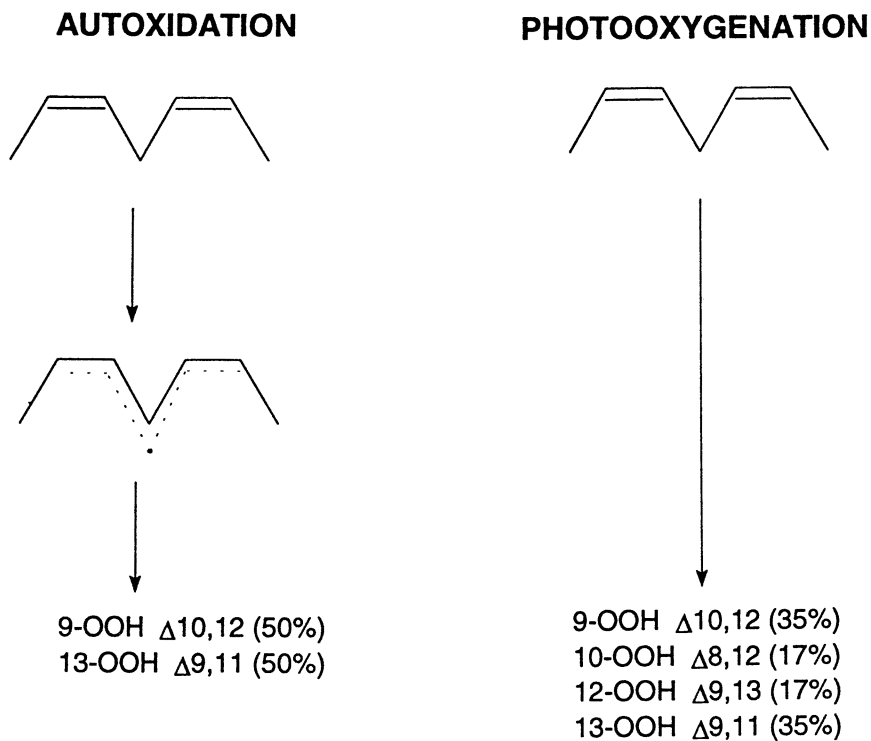 AUTOXIDATION
9-OOH Δ10,12 (50%)
13-OOH Δ9,11 (50%)
PHOTOOXYGENATION
9-OOH Δ10,12 (35%)
10-OOH Δ8,12 (17%)
12-OOH Δ9,13 (17%)
13-OOH Δ9,11 (35%)